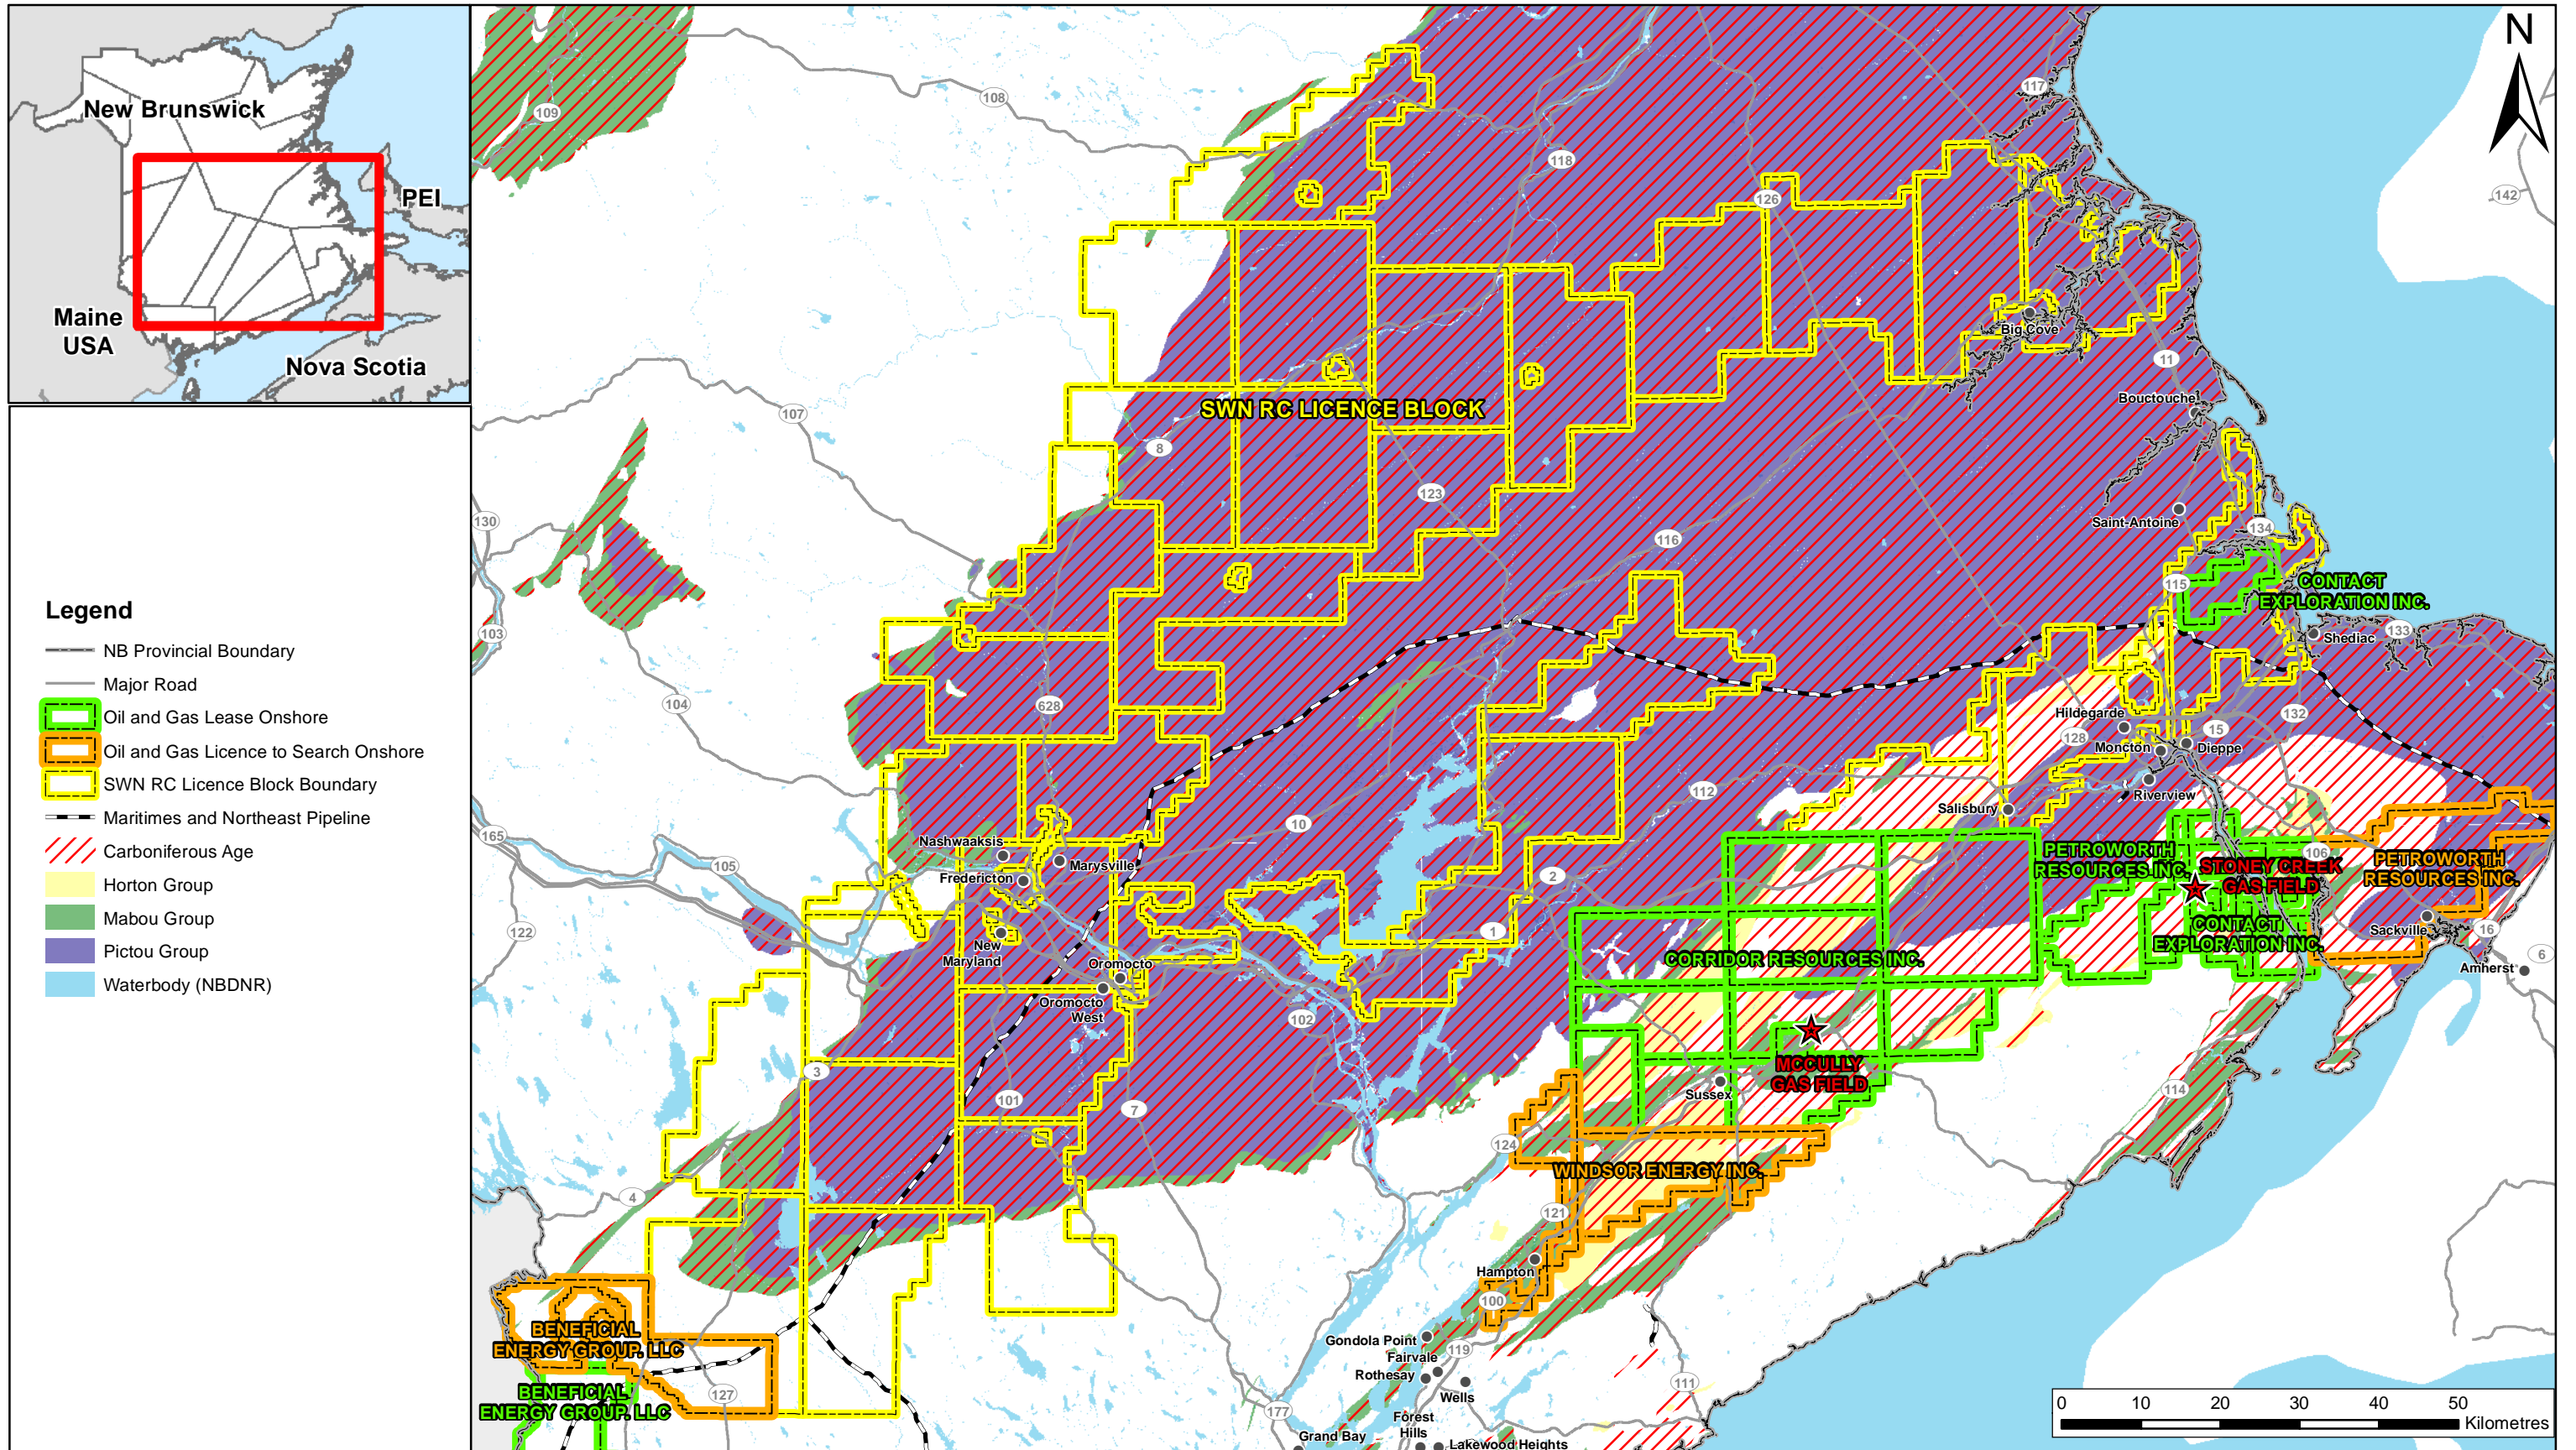 New Brunswick
PEI
Maine
USA
Nova Scotia
Legend
NB Provincial Boundary
Major Road
Oil and Gas Lease Onshore
Oil and Gas Licence to Search Onshore
SWN RC Licence Block Boundary
Maritimes and Northeast Pipeline
Carboniferous Age
Horton Group
Mabou Group
Pictou Group
Waterbody (NBDNR)
N
109
108
117
118
126
142
Big Cove
11
107
SWN RC LICENCE BLOCK
Bouctouche
8
123
130
Saint-Antoine
134
116
115
CONTACT
EXPLORATION INC.
103
Shediac
133
104
628
Hildegarde
132
128
15
Moncton
Dieppe
112
Riverview
Salisbury
10
165
Nashwaaksis
105
Marysville
Fredericton
2
PETROWORTH
RESOURCES INC.
106
STONEY CREEK
GAS FIELD
PETROWORTH
RESOURCES INC.
122
New
Maryland
1
CONTACT
EXPLORATION INC.
Sackville
16
6
Amherst
CORRIDOR RESOURCES INC.
Oromocto
Oromocto
West
102
3
MCCULLY
GAS FIELD
Sussex
101
7
114
124
WINDSOR ENERGY INC.
4
121
Hampton
100
BENEFICIAL
ENERGY GROUP. LLC
Gondola Point
119
Fairvale
Rothesay
Wells
BENEFICIAL
ENERGY GROUP. LLC
127
111
177
Forest
Hills
Grand Bay
Lakewood Heights
0 10 20 30 40 50
Kilometres